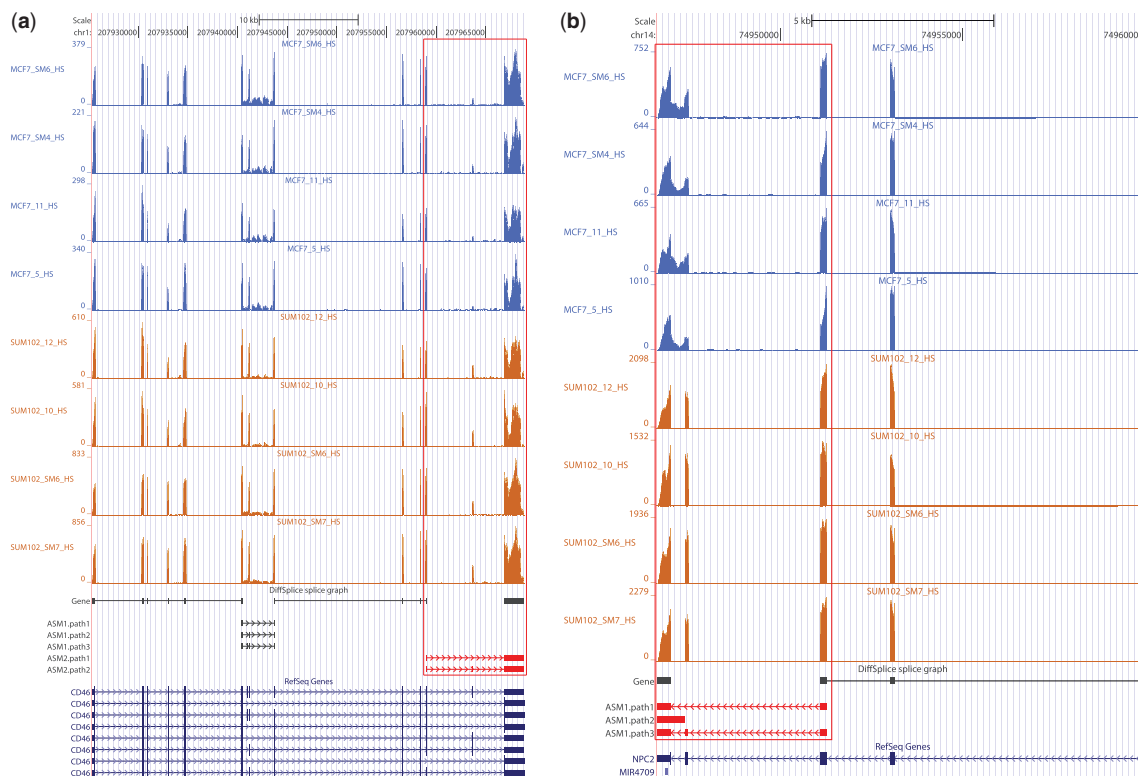 (a)
Scale
10 kb
chr1:
207930000
207935000
207940000
207945000
207950000
207955000
207960000
207965000
379
MCF7_SM6_HS
MCF7_SM6_HS
0
221
MCF7_SM4_HS
MCF7_SM4_HS
0
298
MCF7_11_HS
MCF7_11_HS
0
340
MCF7_5_HS
MCF7_5_HS
0
610
SUM102_12_HS
SUM102_12_HS
0
581
SUM102_10_HS
SUM102_10_HS
0
833
SUM102_SM6_HS
SUM102_SM6_HS
0
856
SUM102_SM7_HS
SUM102_SM7_HS
0
DiffSplice splice graph
Gene
ASM1.path1
ASM1.path2
ASM1.path3
ASM2.path1
ASM2.path2
RefSeq Genes
CD46
CD46
CD46
CD46
CD46
CD46
CD46
CD46
(b)
Scale
5 kb
chr14:
74950000
74955000
7496000
752
MCF7_SM6_HS
MCF7_SM6_HS
0
644
MCF7_SM4_HS
MCF7_SM4_HS
0
665
MCF7_11_HS
MCF7_11_HS
0
1010
MCF7_5_HS
MCF7_5_HS
0
2098
SUM102_12_HS
SUM102_12_HS
0
1532
SUM102_10_HS
SUM102_10_HS
0
1936
SUM102_SM6_HS
SUM102_SM6_HS
0
2279
SUM102_SM7_HS
SUM102_SM7_HS
0
DiffSplice splice graph
Gene
ASM1.path1
ASM1.path2
ASM1.path3
RefSeq Genes
NPC2
MIR4709